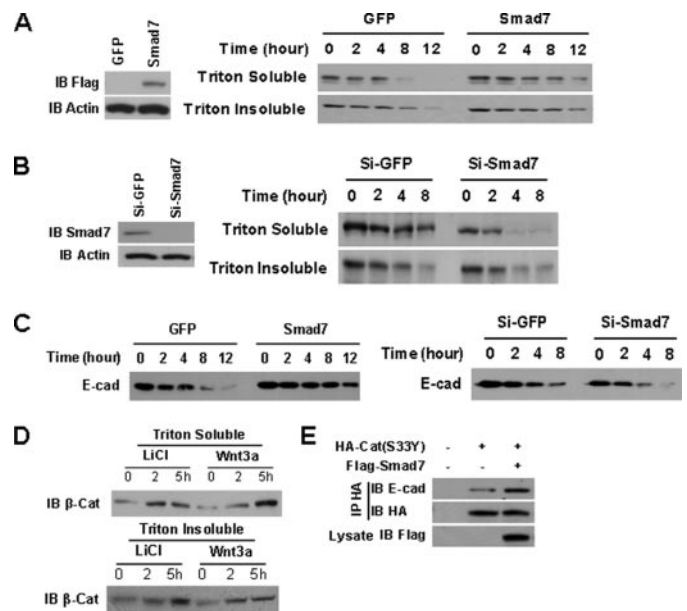 A
GFP
Smad7
IB Flag
IB Actin
GFP Smad7
Time (hour) 0 2 4 8 12 0 2 4 8 12
Triton Soluble
Triton Insoluble
B
Si-GFP
Si-Smad7
IB Smad7
IB Actin
Si-GFP Si-Smad7
Time (hour) 0 2 4 8 0 2 4 8
Triton Soluble
Triton Insoluble
C
GFP Smad7
Time (hour) 0 2 4 8 12 0 2 4 8 12
E-cad
Si-GFP Si-Smad7
Time (hour) 0 2 4 8 0 2 4 8
E-cad
D
Triton Soluble
LiCl Wnt3a
0 2 5h 0 2 5h
IB β-Cat
Triton Insoluble
LiCl Wnt3a
0 2 5h 0 2 5h
IB β-Cat
E
HA-Cat(S33Y) - + +
Flag-Smad7 - - +
IP HA
IB E-cad
IB HA
Lysate IB Flag